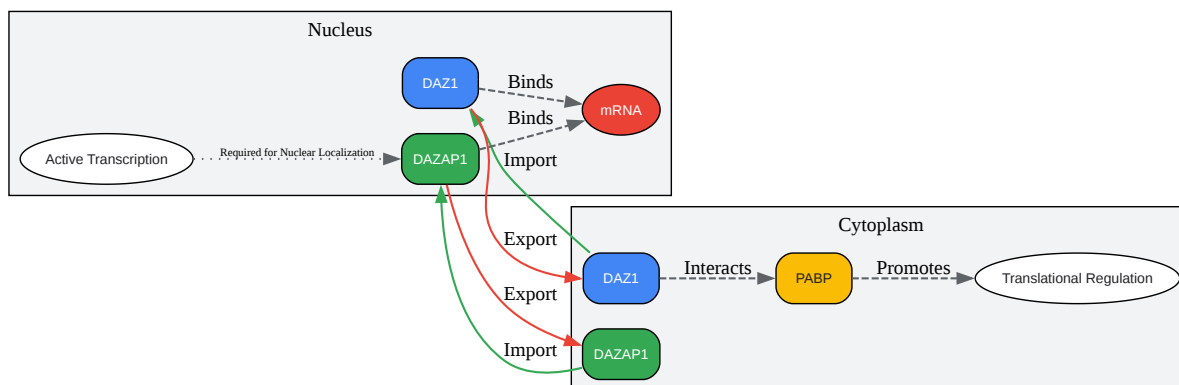 Nucleus
DAZ1
Binds
mRNA
Binds
Active Transcription
Required for Nuclear Localization
DAZAP1
Import
Cytoplasm
Export
DAZ1
Interacts
PABP
Promotes
Translational Regulation
Export
Import
DAZAP1